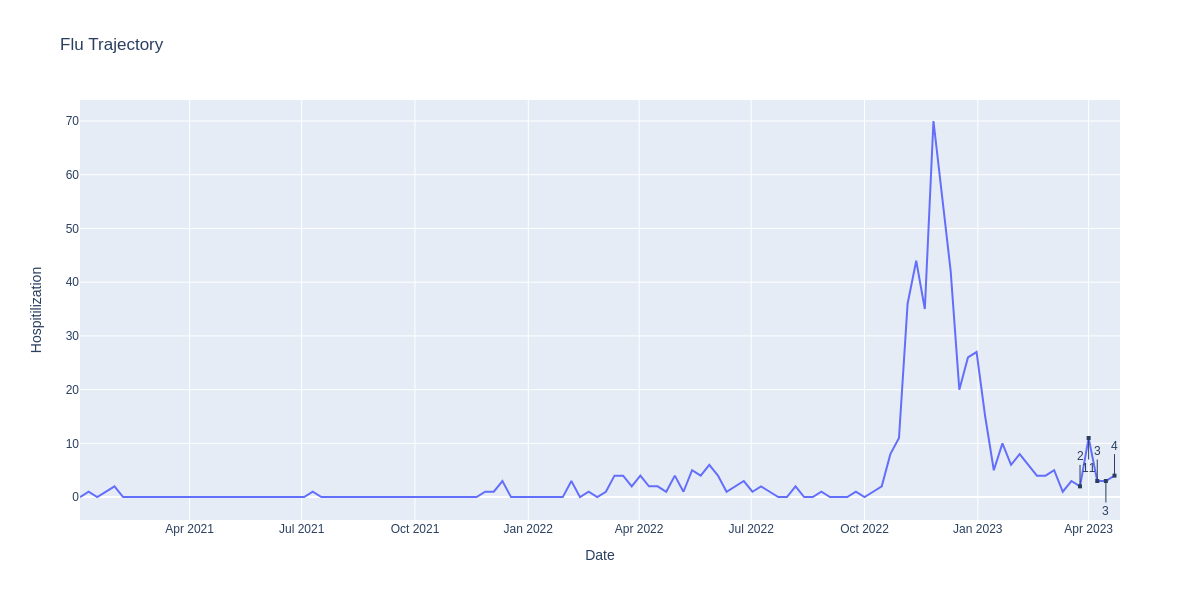 Flu Trajectory
70
60
50
40
30
20
10
0
Hospitilization
2
11
3
3
4
Apr 2021
Jul 2021
Oct 2021
Jan 2022
Apr 2022
Jul 2022
Oct 2022
Jan 2023
Apr 2023
Date